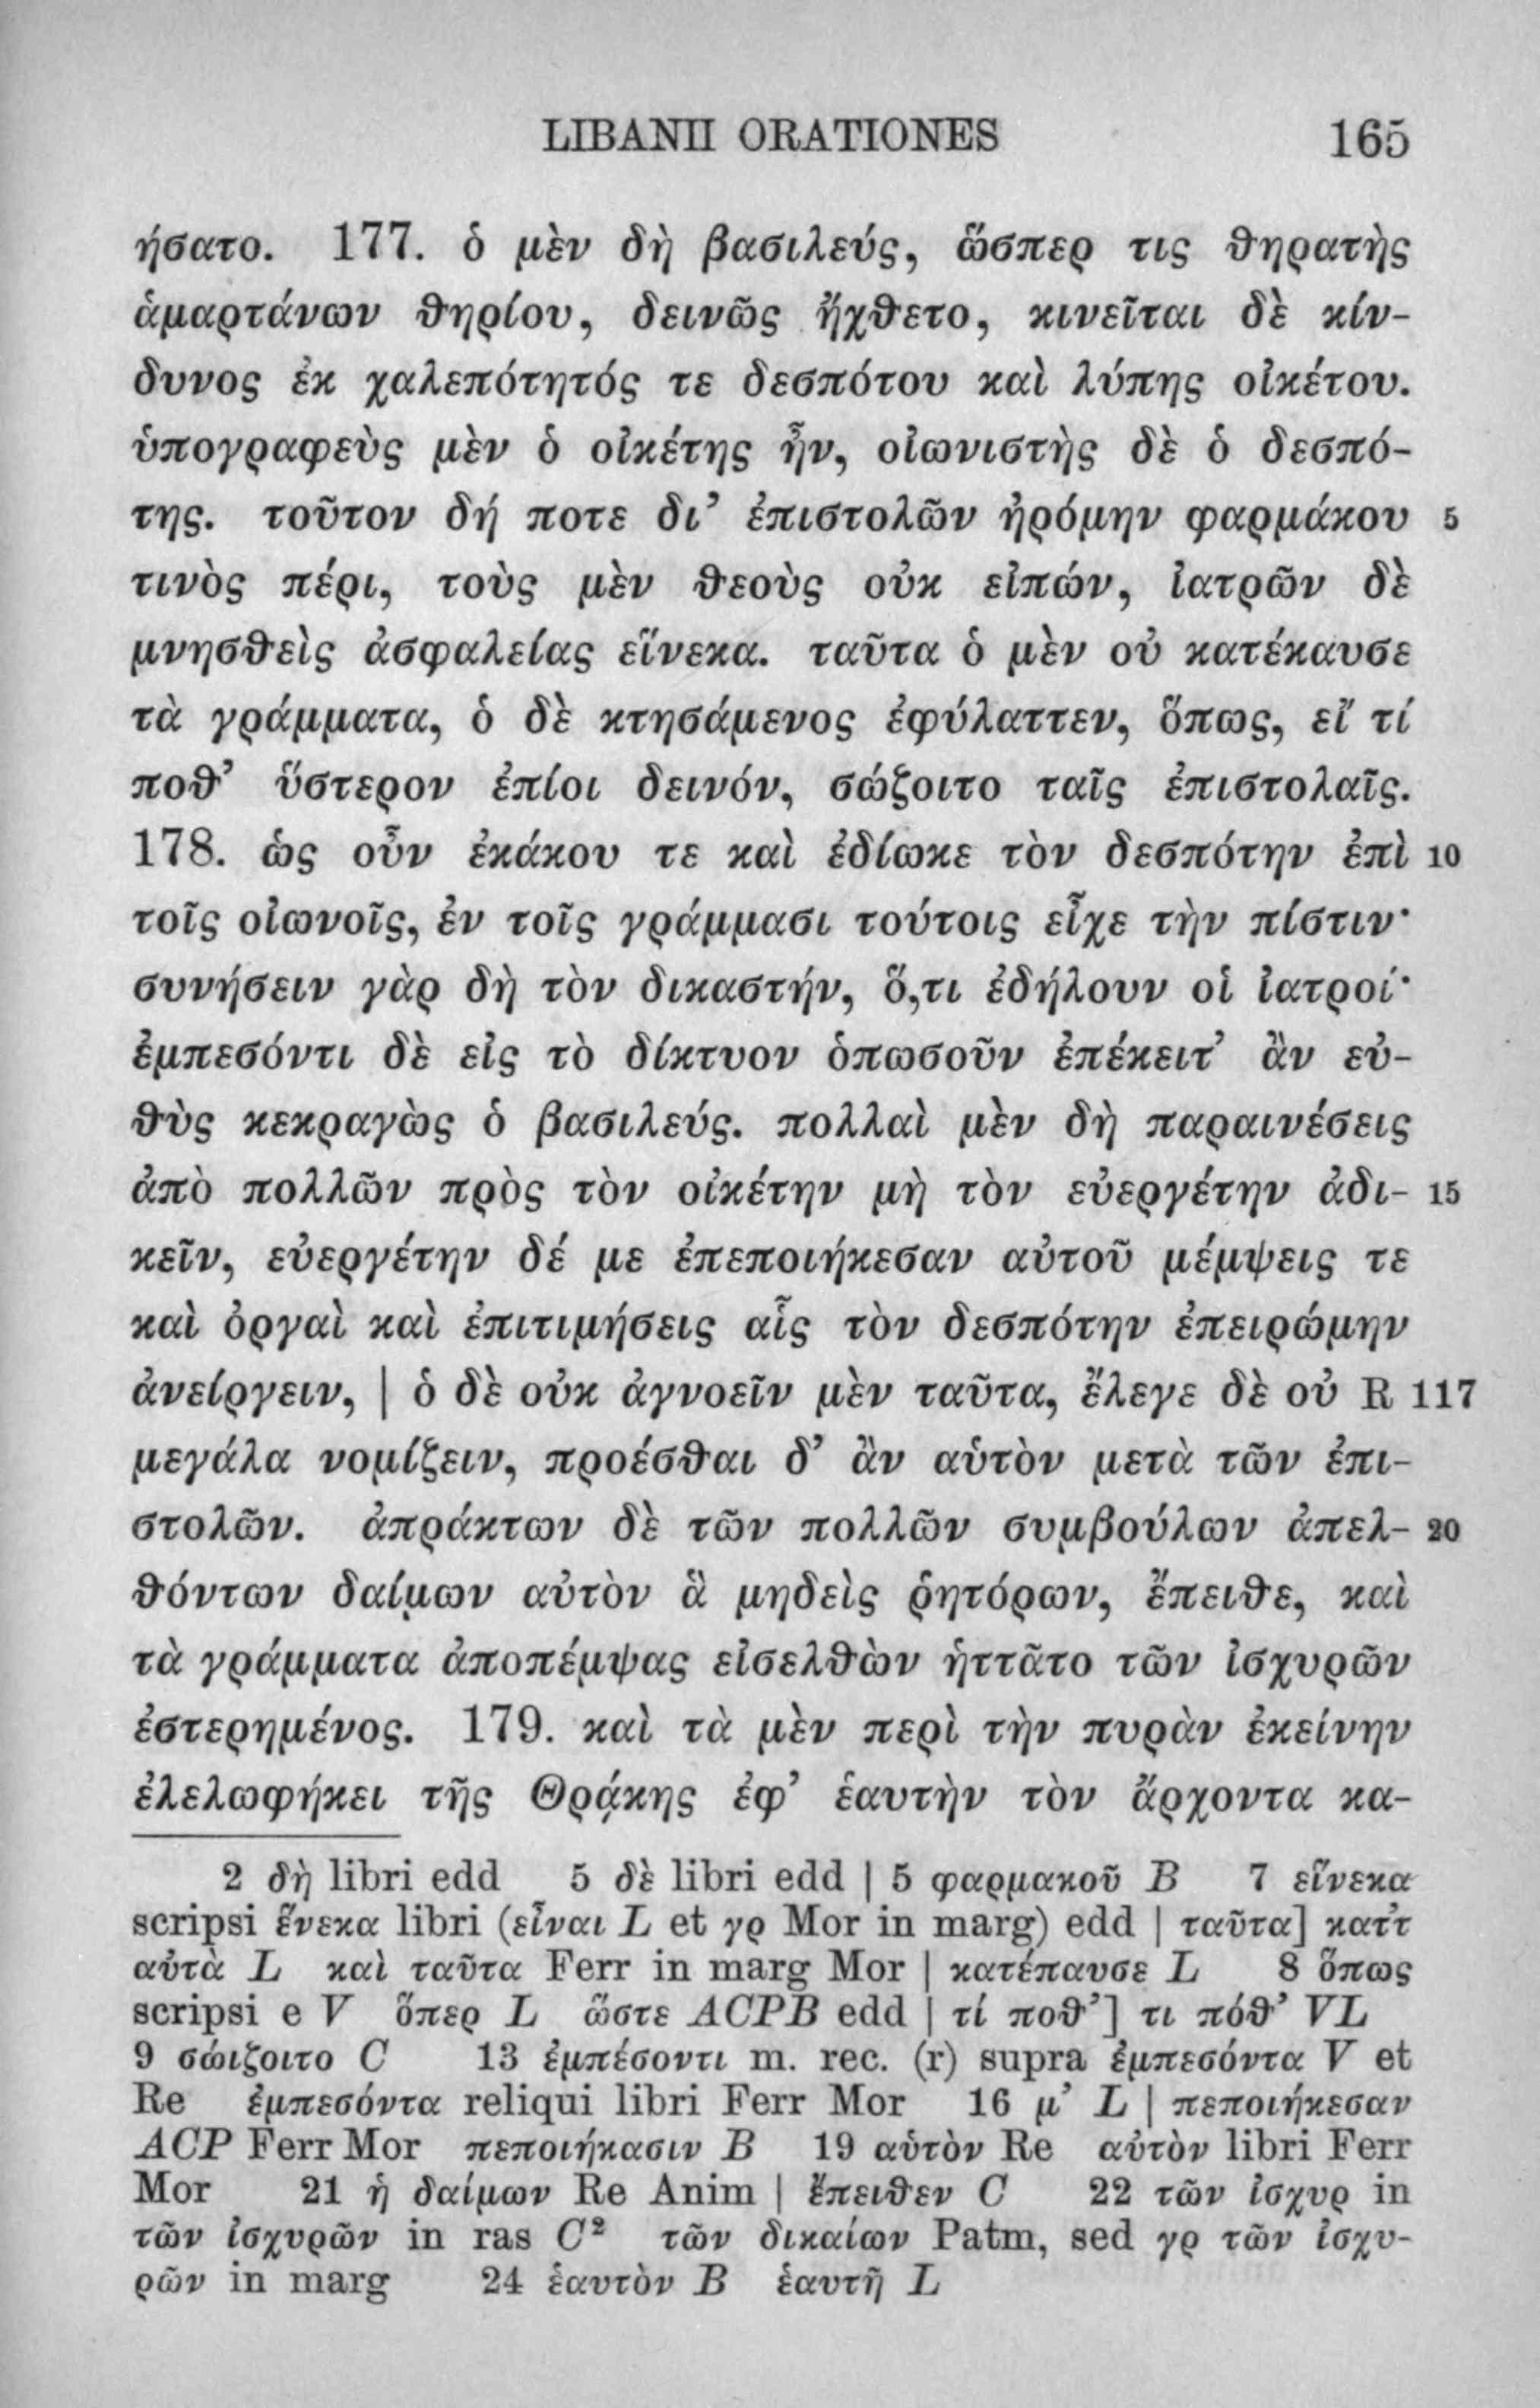 LIBANII ORATIONES 165
ήσατο. 177. ὁ μὲν δὴ βασιλεύς, ὥσπερ τις θηρατὴς
ἁμαρτάνων θηρίου, δεινῶς ἤχθετο, κινεῖται δὲ κίν-
δυνος ἐκ χαλεπότητός τε δεσπότου καὶ λύπης οἰκέτου.
ὑπογραφεὺς μὲν ὁ οἰκέτης ἦν, οἰωνιστὴς δὲ ὁ δεσπό-
της. τοῦτον δή ποτε δι’ ἐπιστολῶν ἠρόμην φαρμάκου 5
τινὸς πέρι, τοὺς μὲν θεοὺς οὐκ εἰπών, ἰατρῶν δὲ
μνησθεὶς ἀσφαλείας εἵνεκα. ταῦτα ὁ μὲν οὐ κατέκαυσε
τὰ γράμματα, ὁ δὲ κτησάμενος ἐφύλαττεν, ὅπως, εἴ τί
ποθ’ ὕστερον ἐπίοι δεινόν, σώζοιτο ταῖς ἐπιστολαῖς.
178. ὡς οὖν ἐκάκου τε καὶ ἐδίωκε τὸν δεσπότην ἐπὶ 10
τοῖς οἰωνοῖς, ἐν τοῖς γράμμασι τούτοις εἶχε τὴν πίστιν·
συνήσειν γὰρ δὴ τὸν δικαστήν, ὅ,τι ἐδήλουν οἱ ἰατροί·
ἐμπεσόντι δὲ εἰς τὸ δίκτυον ὁπωσοῦν ἐπέκειτ’ ἂν εὐ-
θὺς κεκραγὼς ὁ βασιλεύς. πολλαὶ μὲν δὴ παραινέσεις
ἀπὸ πολλῶν πρὸς τὸν οἰκέτην μὴ τὸν εὐεργέτην ἀδι- 15
κεῖν, εὐεργέτην δέ με ἐπεποιήκεσαν αὐτοῦ μέμψεις τε
καὶ ὀργαὶ καὶ ἐπιτιμήσεις αἷς τὸν δεσπότην ἐπειρώμην
ἀνείργειν, | ὁ δὲ οὐκ ἀγνοεῖν μὲν ταῦτα, ἔλεγε δὲ οὐ R 117
μεγάλα νομίζειν, προέσθαι δ’ ἂν αὑτὸν μετὰ τῶν ἐπι-
στολῶν. ἀπράκτων δὲ τῶν πολλῶν συμβούλων ἀπελ- 20
θόντων δαίμων αὐτὸν ἃ μηδεὶς ῥητόρων, ἔπειθε, καὶ
τὰ γράμματα ἀποπέμψας εἰσελθὼν ἡττᾶτο τῶν ἰσχυρῶν
ἐστερημένος. 179. καὶ τὰ μὲν περὶ τὴν πυρὰν ἐκείνην
ἐλελωφήκει τῆς Θρᾴκης ἐφ’ ἑαυτὴν τὸν ἄρχοντα κα-
2 δὴ libri edd 5 δὲ libri edd | 5 φαρμακοῦ B 7 εἵνεκα
scripsi ἕνεκα libri (εἶναι L et γρ Mor in marg) edd | ταῦτα] κατ’τ
αὐτὰ L καὶ ταῦτα Ferr in marg Mor | κατέπαυσε L 8 ὅπως
scripsi e V ὅπερ L ὥστε ACPB edd | τί ποθ’] τι πόθ’ VL
9 σώιζοιτο C 13 ἐμπέσοντι m. rec. (r) supra ἐμπεσόντα V et
Re ἐμπεσόντα reliqui libri Ferr Mor 16 μ’ L | πεποιήκεσαν
ACP Ferr Mor πεποιήκασιν B 19 αὑτὸν Re αὐτὸν libri Ferr
Mor 21 ἡ δαίμων Re Anim | ἔπειθεν C 22 τῶν ἰσχυρ in
τῶν ἰσχυρῶν in ras C² τῶν δικαίων Patm, sed γρ τῶν ἰσχυ-
ρῶν in marg 24 ἑαυτὸν B ἑαυτῇ L